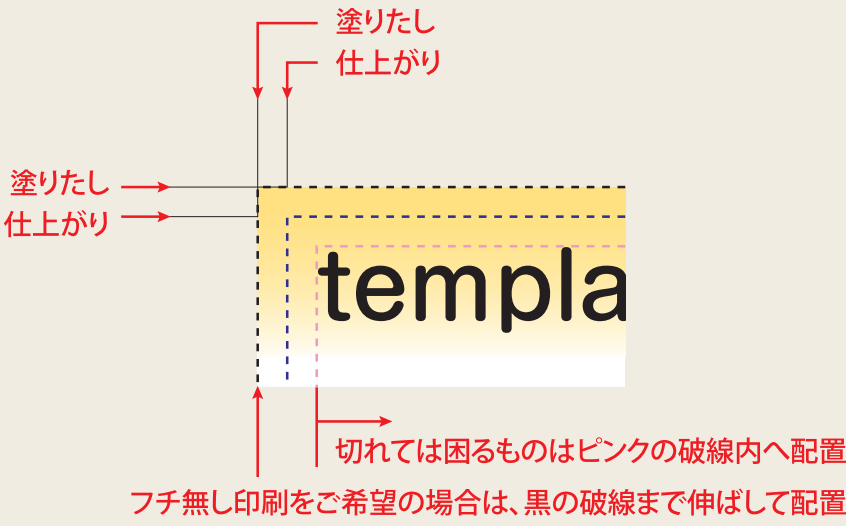 塗りたし
仕上がり
塗りたし
仕上がり
templa
切れては困るものはピンクの破線内へ配置
フチ無し印刷をご希望の場合は、黒の破線まで伸ばして配置